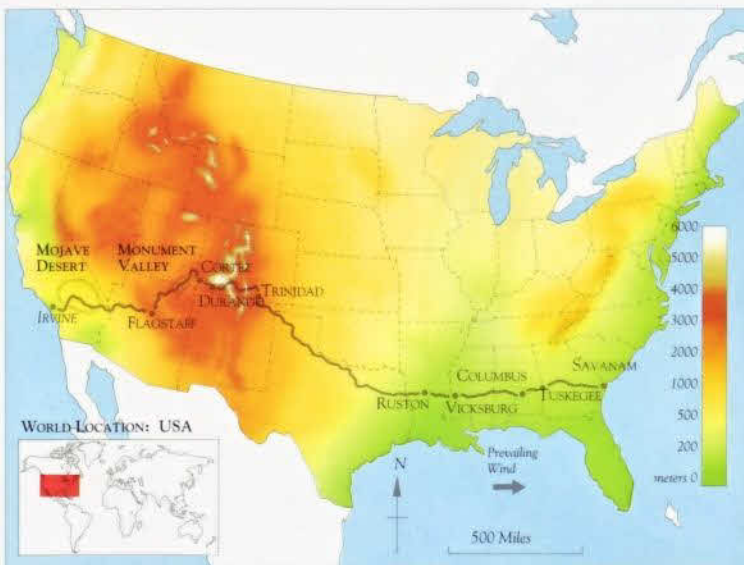 MOJAVE
DESERT
MONUMENT
VALLEY
CORTEZ
DURANGO
TRINIDAD
IRVINE
FLAGSTAFF
COLUMBUS
SAVANAM
RUSTON
VICKSBURG
TUSKEGEE
6000
5000
4000
3000
2000
1000
500
200
meters 0
WORLD LOCATION: USA
N
Prevailing
Wind
500 Miles